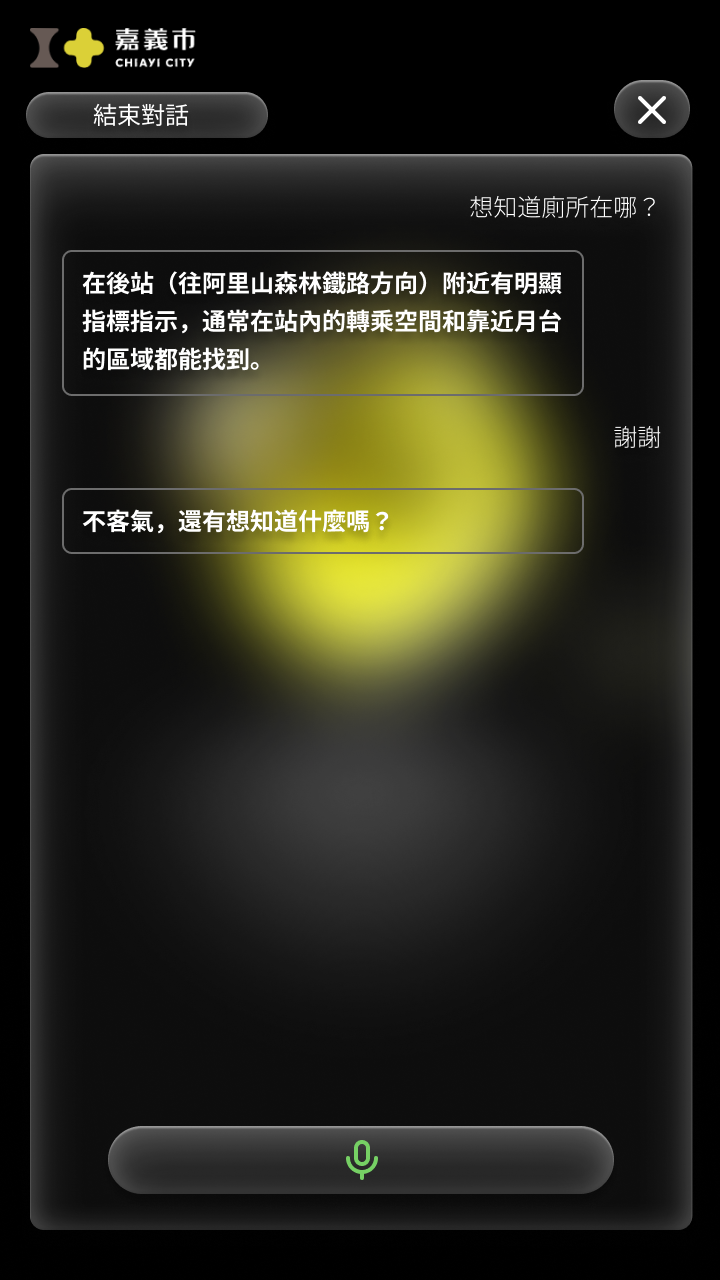 嘉義市
CHIAYI CITY
結束對話
想知道廁所在哪？
在後站（往阿里山森林鐵路方向）附近有明顯
指標指示，通常在站內的轉乘空間和靠近月台
的區域都能找到。
謝謝
不客氣，還有想知道什麼嗎？